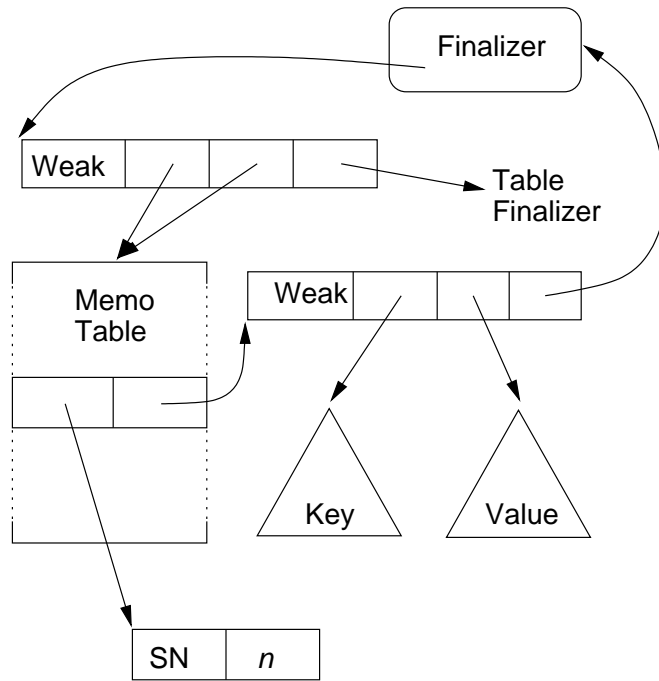 Finalizer
Weak
Table
Finalizer
Weak
Memo
Table
Key
Value
SN
n